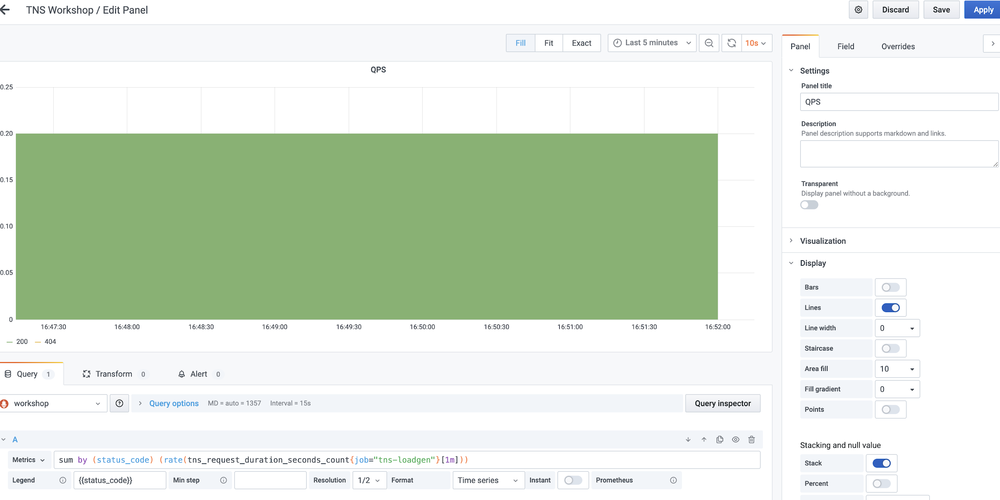 TNS Workshop / Edit Panel
Discard
Save
Apply
Fill
Fit
Exact
Last 5 minutes
10s
Panel
Field
Overrides
QPS
0.25
0.20
0.15
0.10
0.05
0
16:47:30
16:48:00
16:48:30
16:49:00
16:49:30
16:50:00
16:50:30
16:51:00
16:51:30
16:52:00
200
404
Settings
Panel title
QPS
Description
Panel description supports markdown and links.
Transparent
Display panel without a background.
Visualization
Display
Bars
Lines
Line width
0
Staircase
Area fill
10
Fill gradient
0
Points
Stacking and null value
Stack
Percent
Query 1
Transform 0
Alert 0
workshop
Query options
MD = auto = 1357
Interval = 15s
Query inspector
A
Metrics
sum by (status_code) (rate(tns_request_duration_seconds_count{job="tns-loadgen"}[1m]))
Legend
{{status_code}}
Min step
Resolution
1/2
Format
Time series
Instant
Prometheus